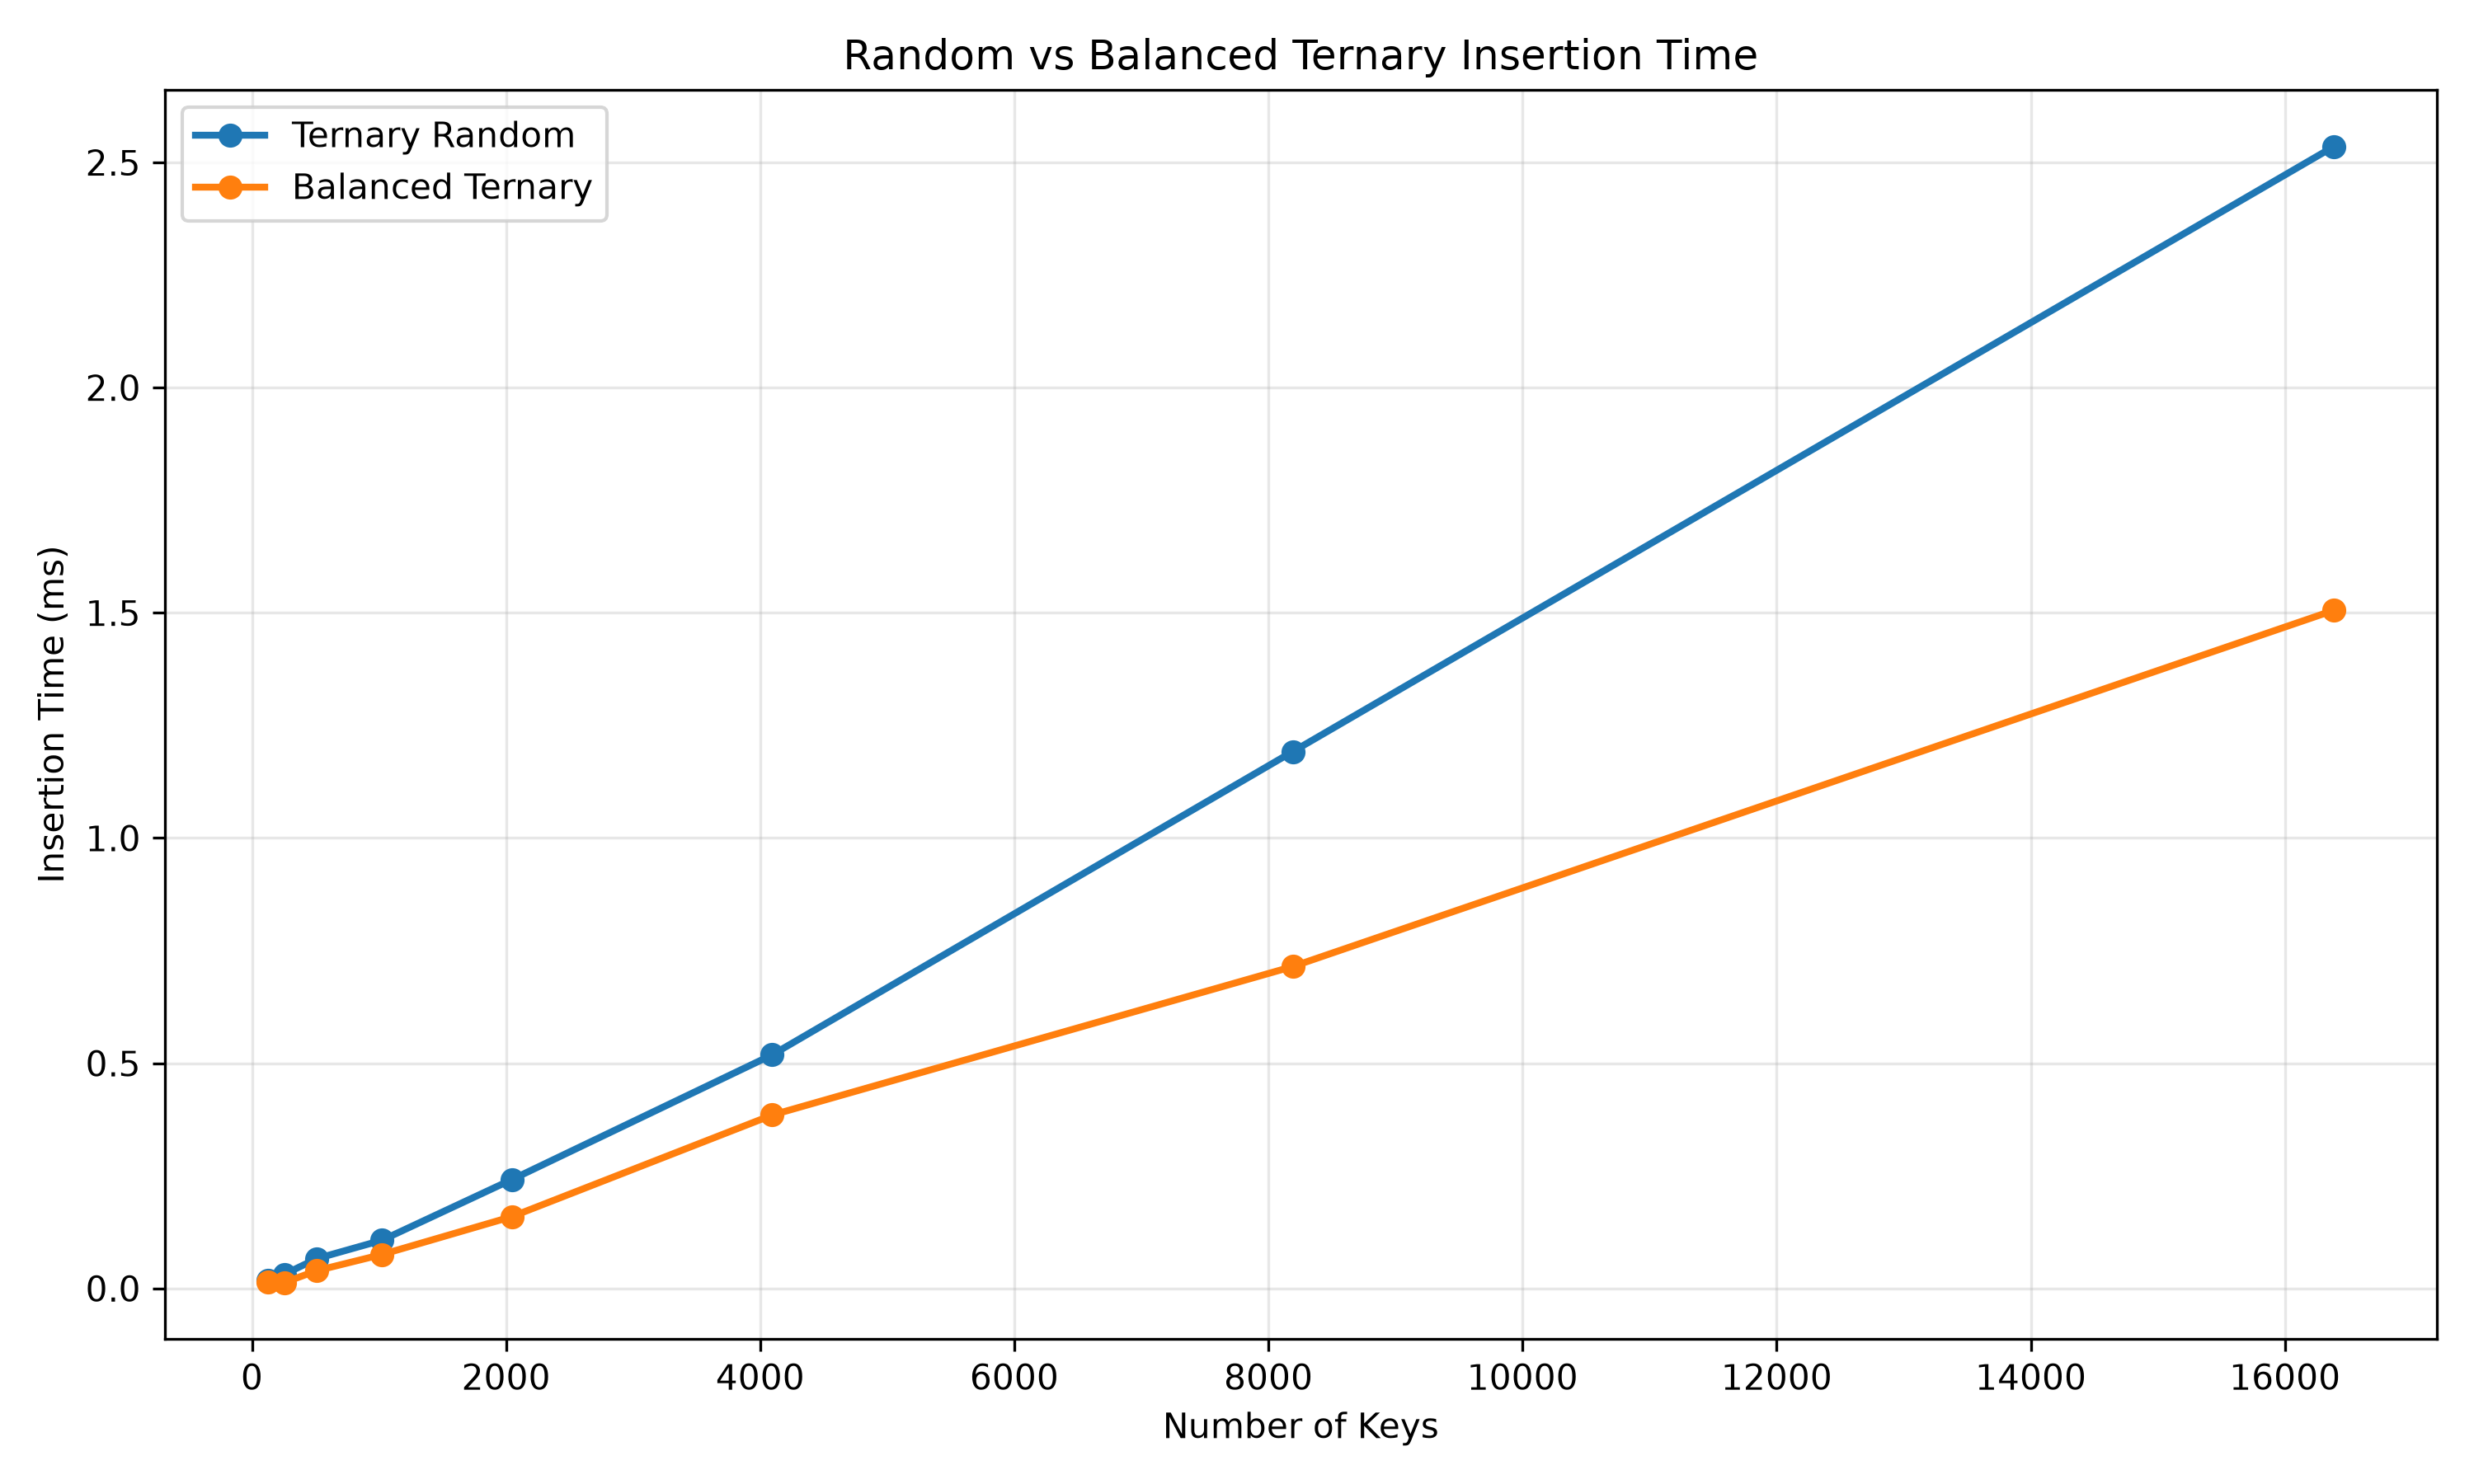 Random vs Balanced Ternary Insertion Time
Ternary Random
Balanced Ternary
Insertion Time (ms)
2.5
2.0
1.5
1.0
0.5
0.0
0 2000 4000 6000 8000 10000 12000 14000 16000
Number of Keys